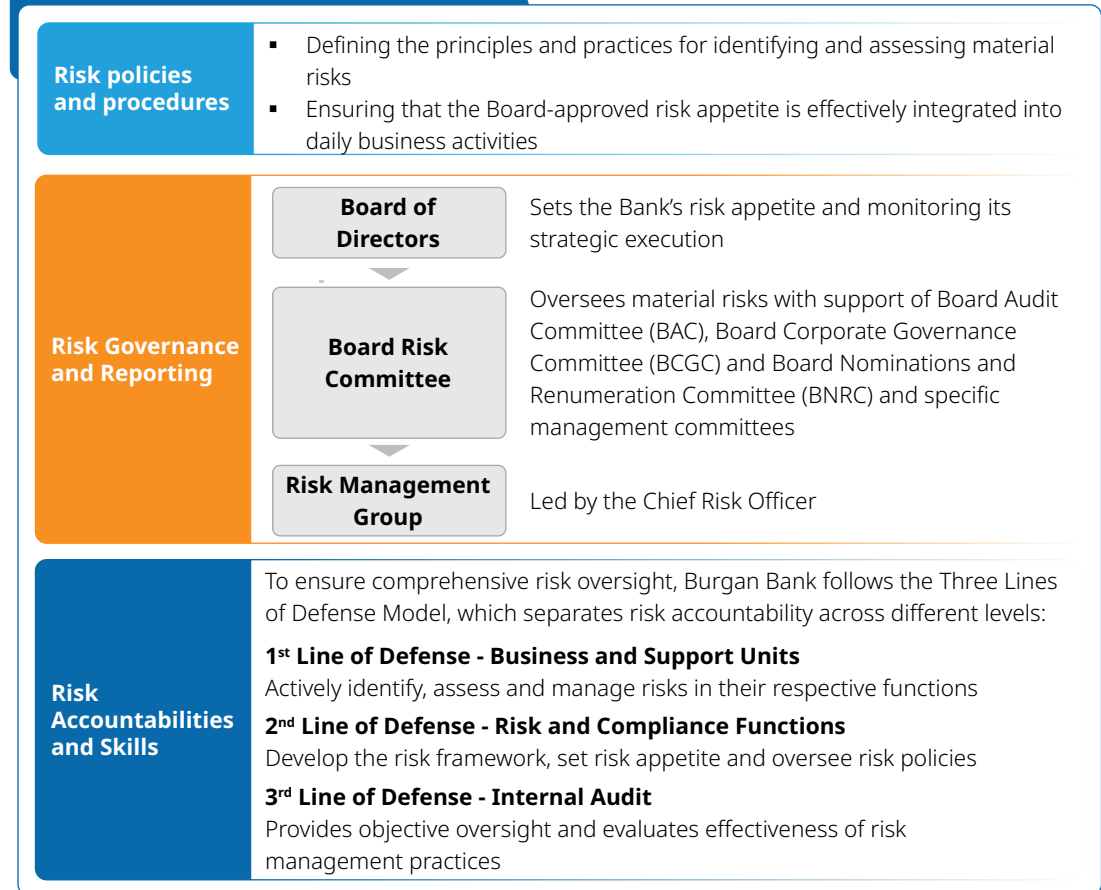 Risk policies
and procedures
▪ Defining the principles and practices for identifying and assessing material
risks
▪ Ensuring that the Board-approved risk appetite is effectively integrated into
daily business activities
Risk Governance
and Reporting
Board of
Directors
Sets the Bank's risk appetite and monitoring its
strategic execution
Board Risk
Committee
Oversees material risks with support of Board Audit
Committee (BAC), Board Corporate Governance
Committee (BCGC) and Board Nominations and
Renumeration Committee (BNRC) and specific
management committees
Risk Management
Group
Led by the Chief Risk Officer
Risk
Accountabilities
and Skills
To ensure comprehensive risk oversight, Burgan Bank follows the Three Lines
of Defense Model, which separates risk accountability across different levels:
1st Line of Defense - Business and Support Units
Actively identify, assess and manage risks in their respective functions
2nd Line of Defense - Risk and Compliance Functions
Develop the risk framework, set risk appetite and oversee risk policies
3rd Line of Defense - Internal Audit
Provides objective oversight and evaluates effectiveness of risk
management practices